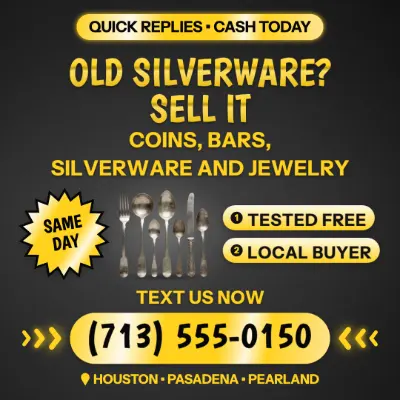 QUICK REPLIES • CASH TODAY
OLD SILVERWARE?
SELL IT
COINS, BARS,
SILVERWARE AND JEWELRY
SAME
DAY
1 TESTED FREE
2 LOCAL BUYER
TEXT US NOW
(713) 555-0150
HOUSTON • PASADENA • PEARLAND